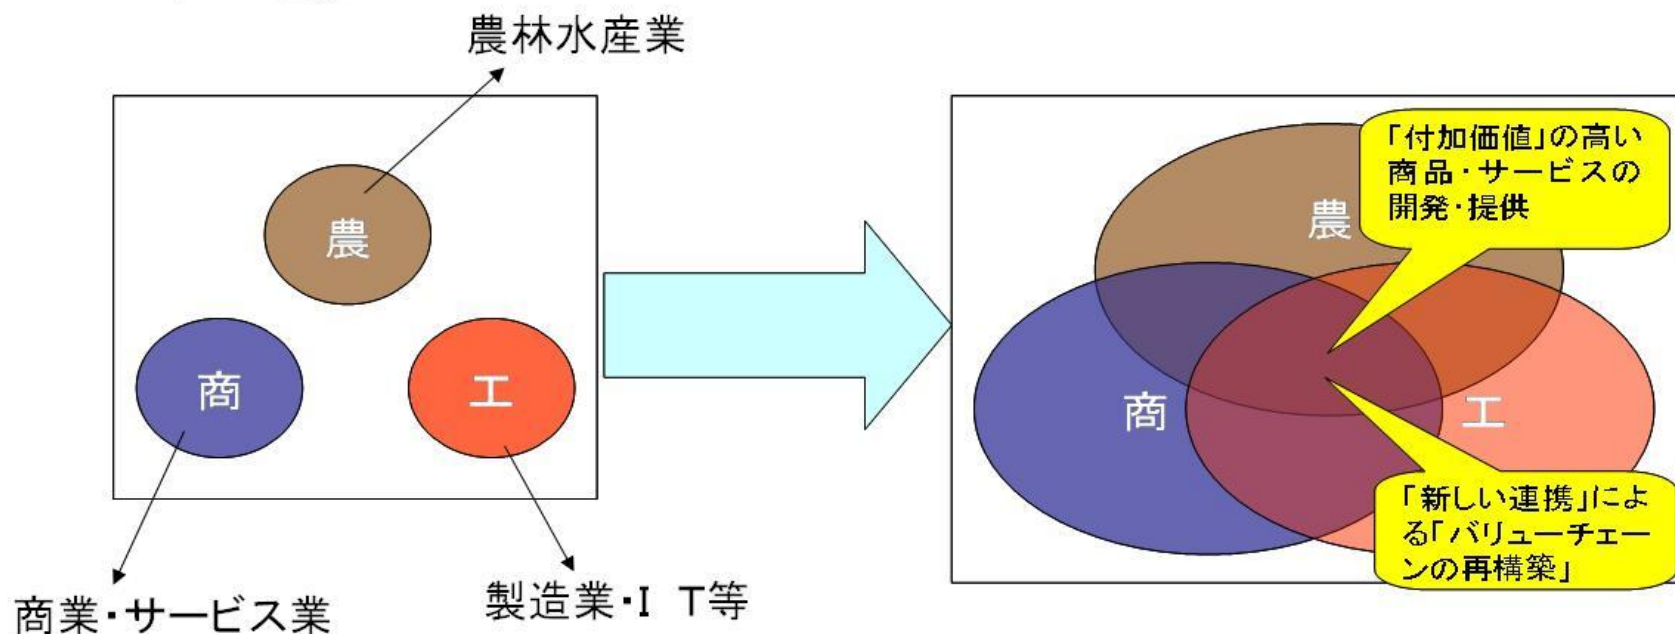 農林水産業
農
商
工
商業・サービス業
製造業・I T等
「付加価値」の高い
商品・サービスの
開発・提供
農
商
工
「新しい連携」によ
る「バリューチェー
ンの再構築」